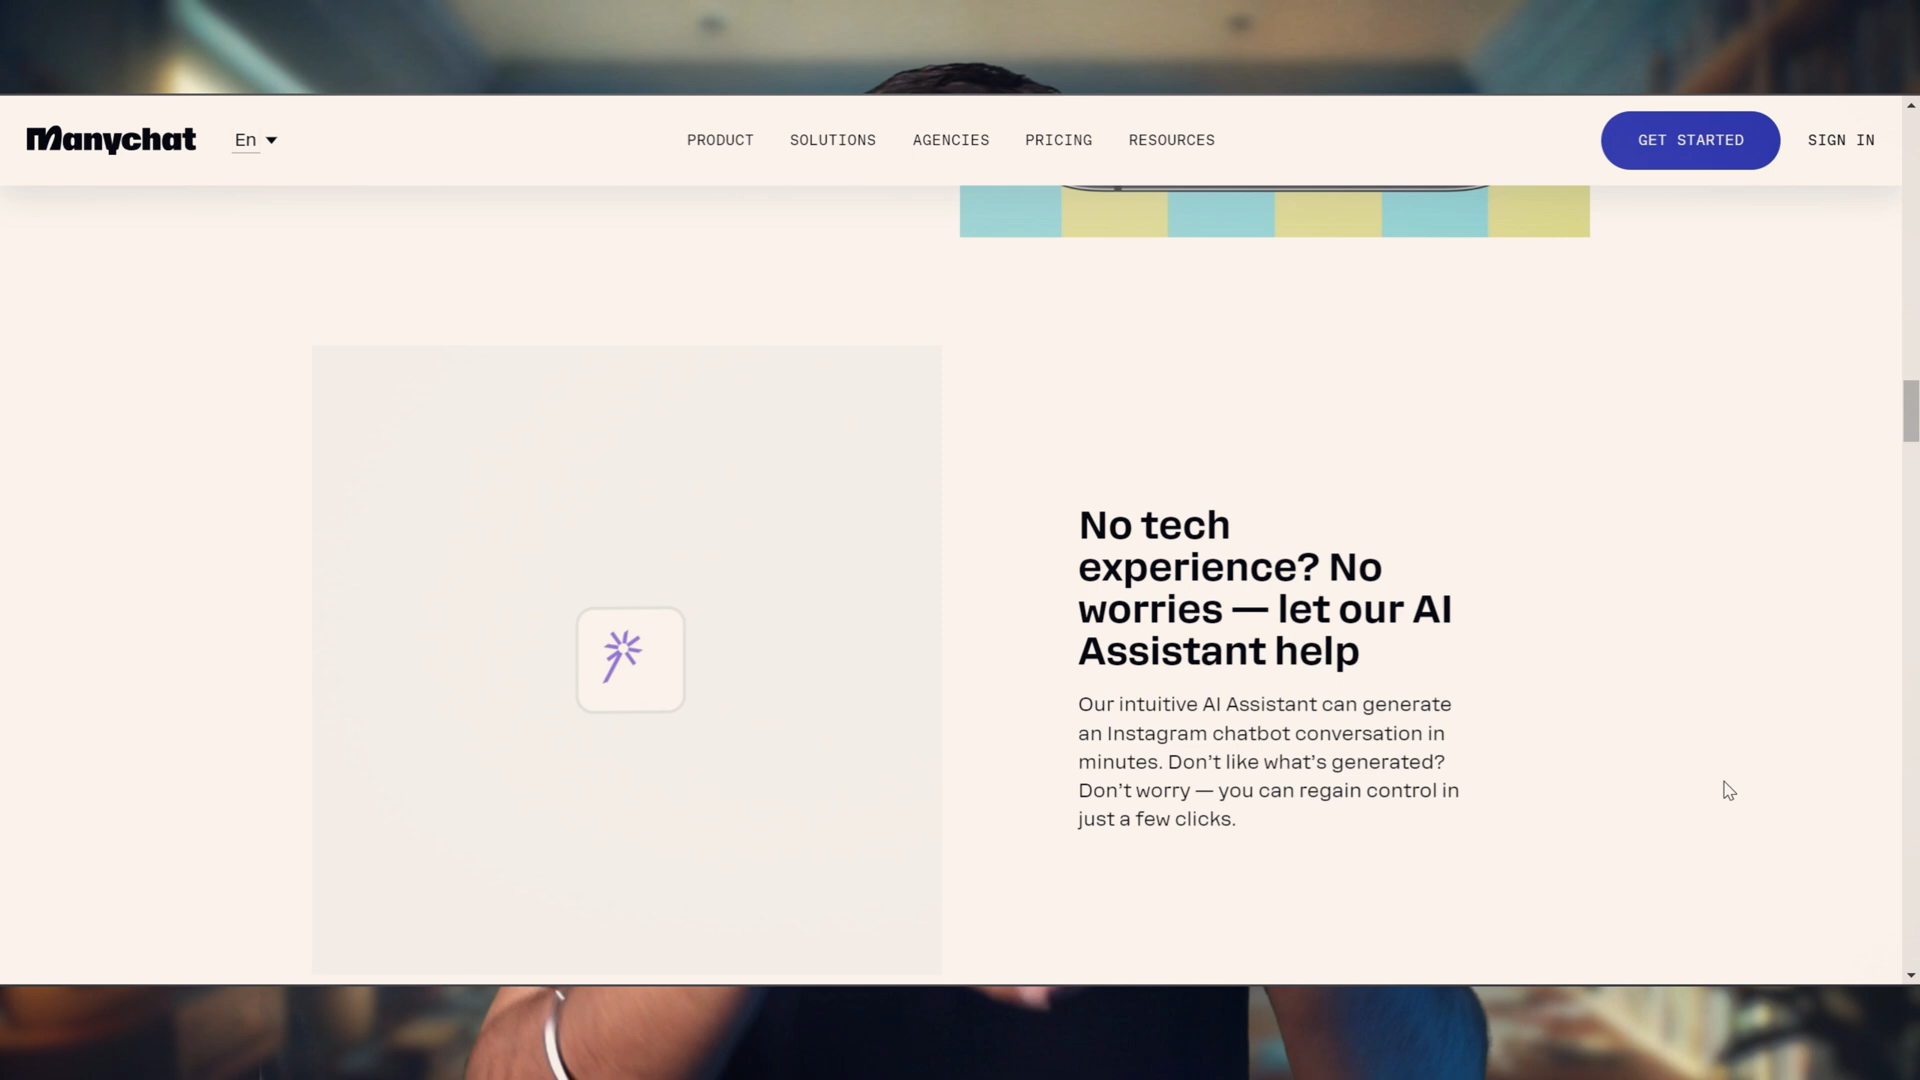 Manychat
En
PRODUCT
SOLUTIONS
AGENCIES
PRICING
RESOURCES
GET STARTED
SIGN IN
No tech
experience? No
worries — let our AI
Assistant help
Our intuitive AI Assistant can generate
an Instagram chatbot conversation in
minutes. Don’t like what’s generated?
Don’t worry — you can regain control in
just a few clicks.